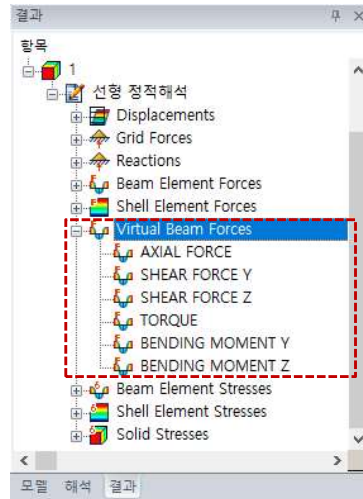 결과
항목
1
선형 정적해석
Displacements
Grid Forces
Reactions
Beam Element Forces
Shell Element Forces
Virtual Beam Forces
AXIAL FORCE
SHEAR FORCE Y
SHEAR FORCE Z
TORQUE
BENDING MOMENT Y
BENDING MOMENT Z
Beam Element Stresses
Shell Element Stresses
Solid Stresses
모델 해석 결과